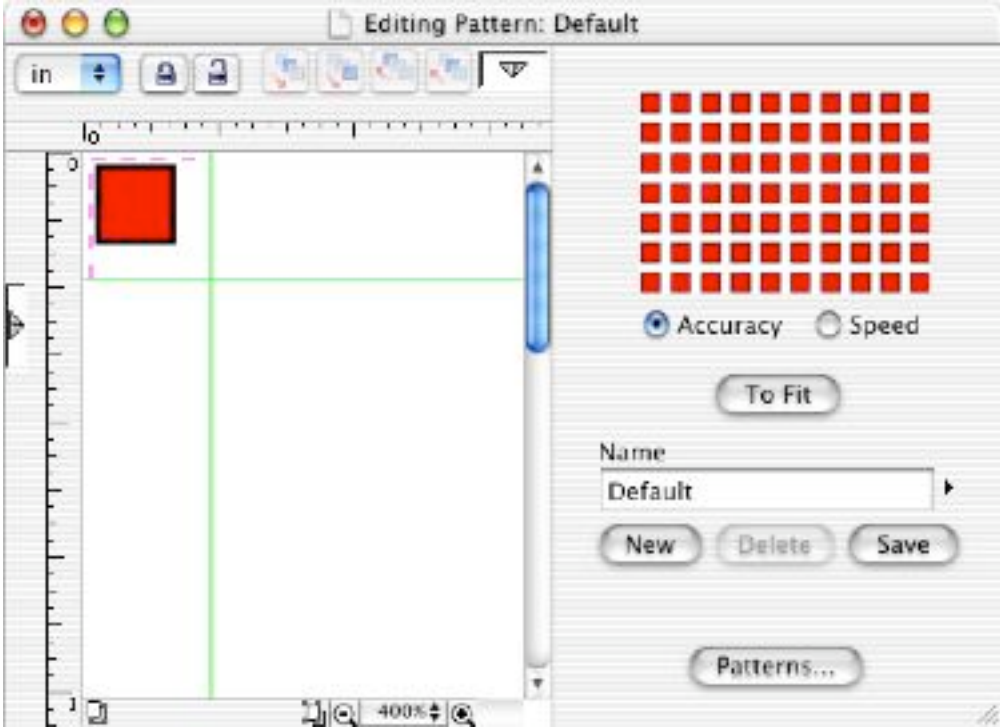 Editing Pattern: Default
in
0
0
Accuracy Speed
To Fit
Name
Default
New Delete Save
Patterns...
1
400%